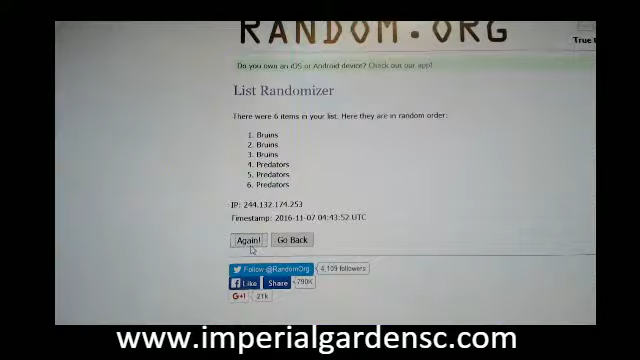 RANDOM.ORG
True
Do you own an iOS or Android device? Check out our app!
List Randomizer
There were 6 items in your list. Here they are in random order:
1. Bruins
2. Bruins
3. Bruins
4. Predators
5. Predators
6. Predators
IP: 244.132.174.253
Timestamp: 2016-11-07 04:43:52 UTC
Again! Go Back
Follow @RandomOrg 4,109 followers
Like Share 790K
G+1 21k
www.imperialgardensc.com